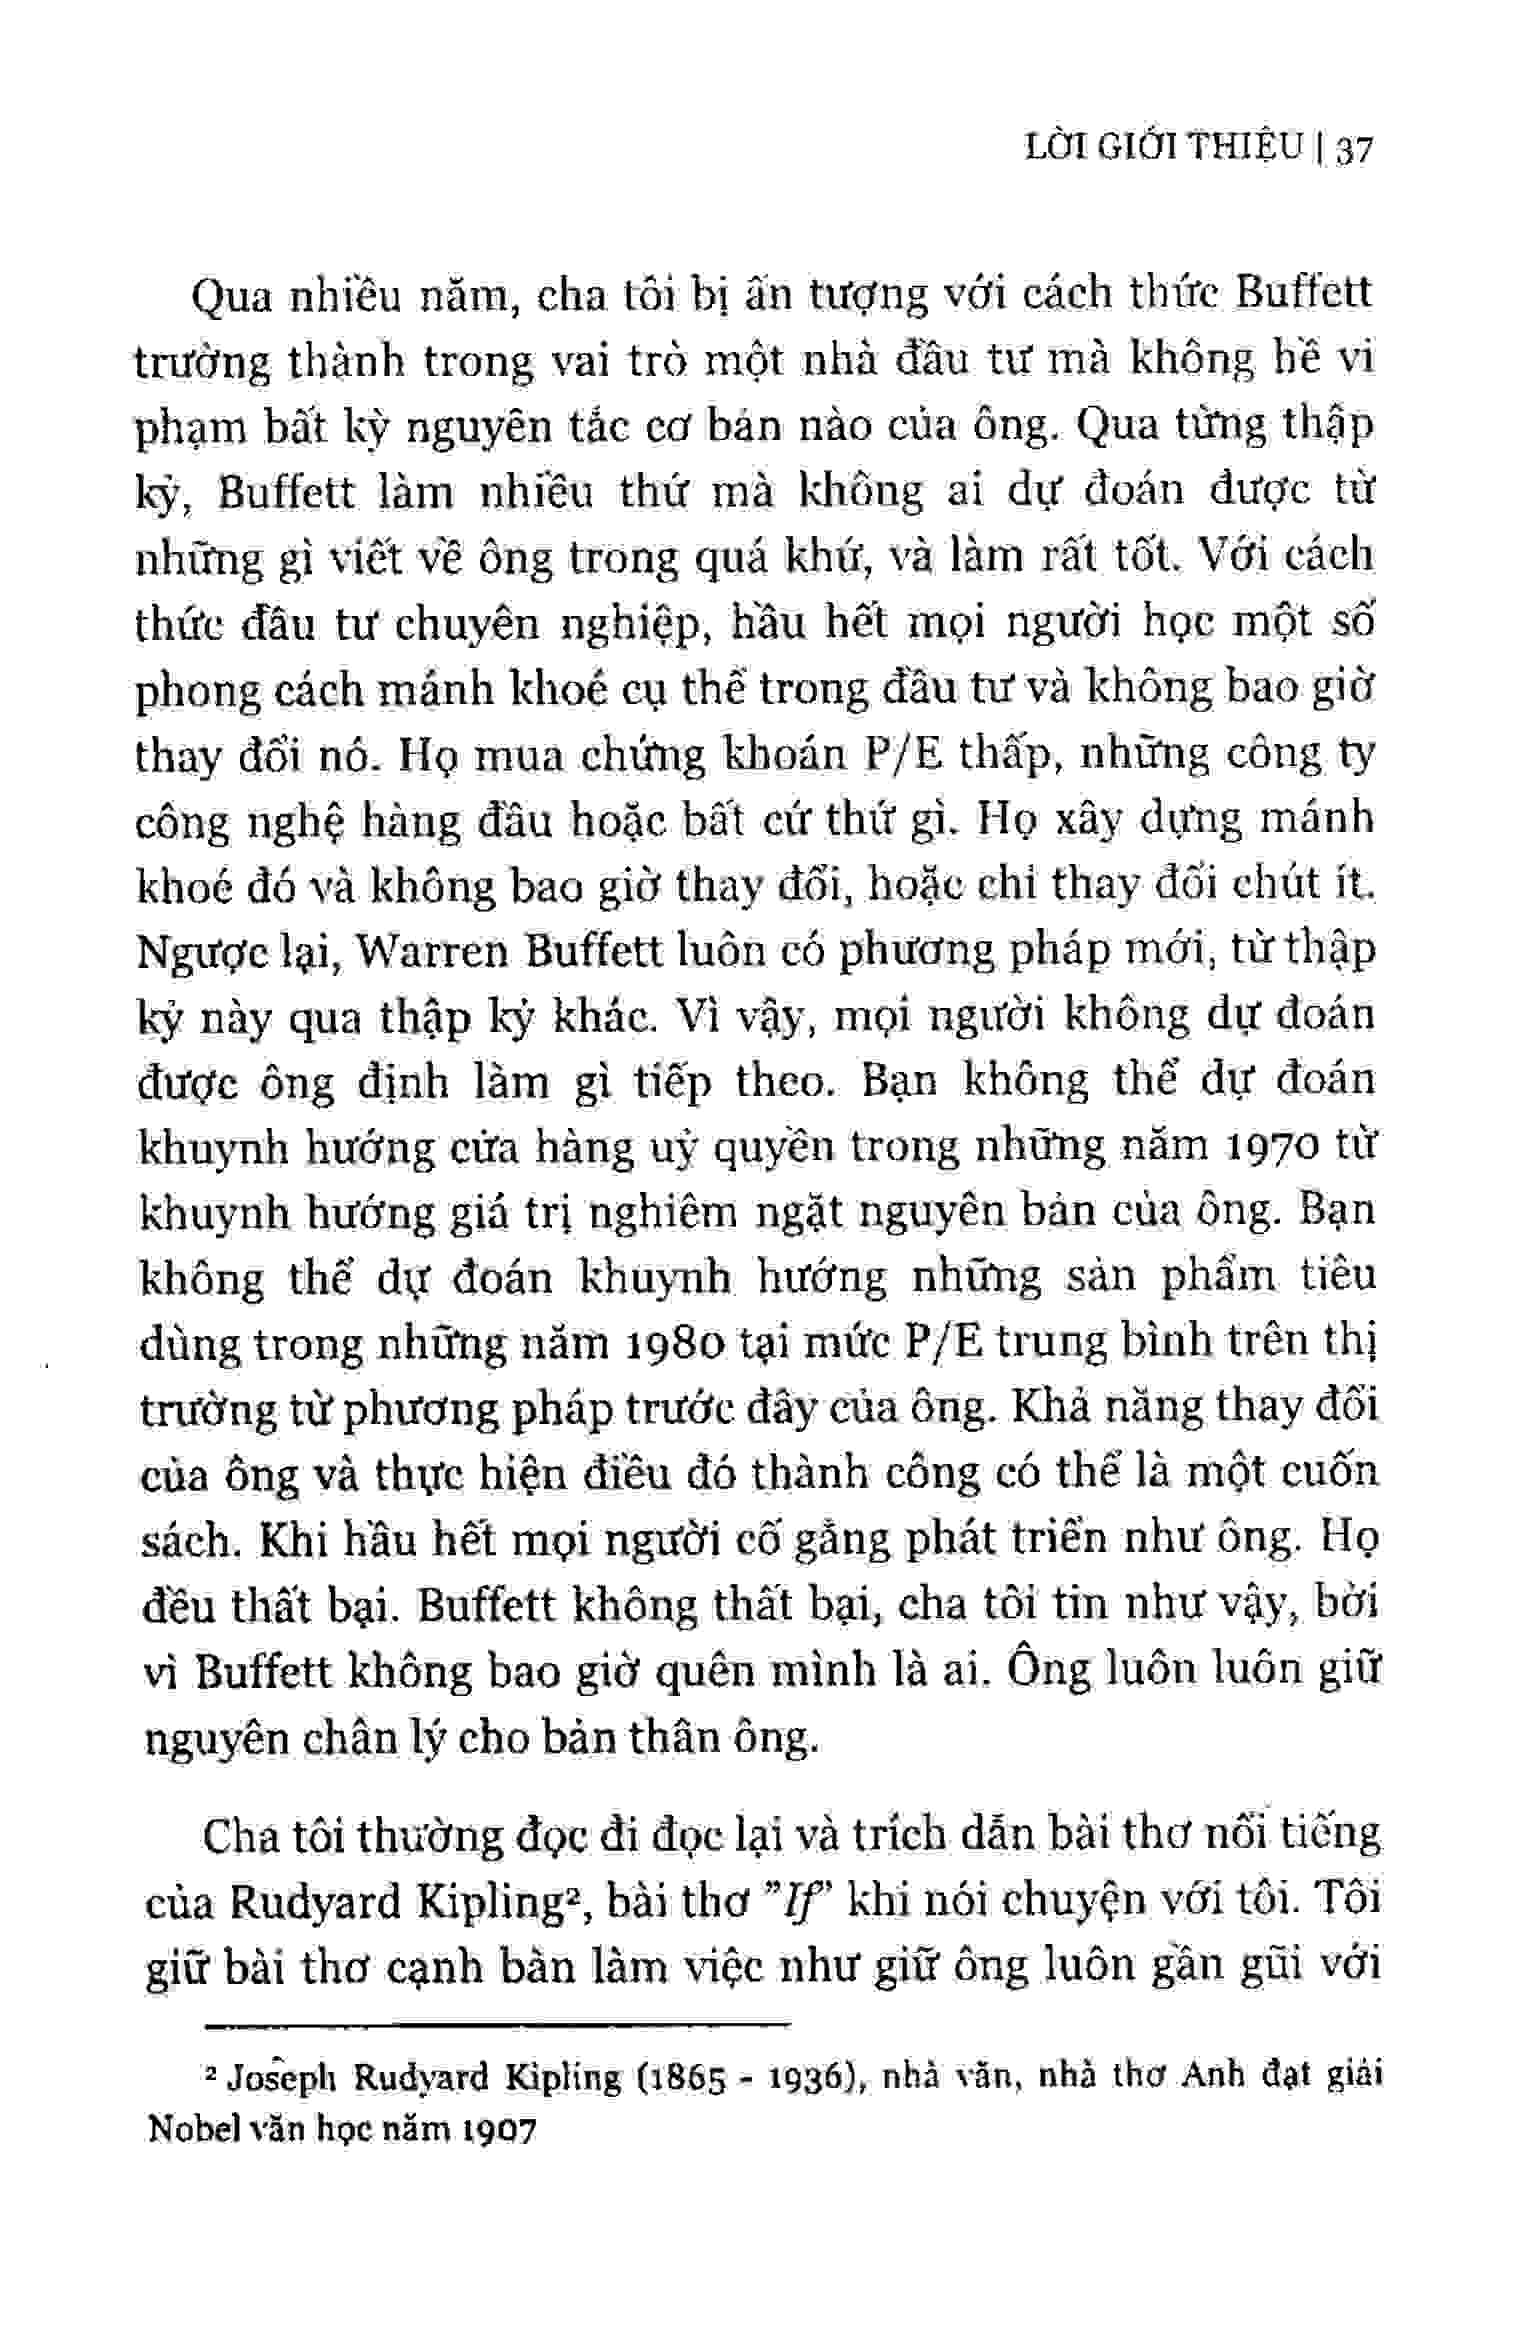 LỜI GIỚI THIỆU | 37
Qua nhiều năm, cha tôi bị ấn tượng với cách thức Buffett
trường thành trong vai trò một nhà đầu tư mà không hề vi
phạm bất kỳ nguyên tắc cơ bản nào của ông. Qua từng thập
kỷ, Buffett làm nhiều thứ mà không ai dự đoán được từ
những gì viết về ông trong quá khứ, và làm rất tốt. Với cách
thức đầu tư chuyên nghiệp, hầu hết mọi người học một số
phong cách mánh khoé cụ thể trong đầu tư và không bao giờ
thay đổi nó. Họ mua chứng khoán P/E thấp, những công ty
công nghệ hàng đầu hoặc bất cứ thứ gì. Họ xây dựng mánh
khoé đó và không bao giờ thay đổi, hoặc chỉ thay đổi chút ít.
Ngược lại, Warren Buffett luôn có phương pháp mới, từ thập
kỷ này qua thập kỷ khác. Vì vậy, mọi người không dự đoán
được ông định làm gì tiếp theo. Bạn không thể dự đoán
khuynh hướng cửa hàng uỷ quyền trong những năm 1970 từ
khuynh hướng giá trị nghiêm ngặt nguyên bản của ông. Bạn
không thể dự đoán khuynh hướng những sản phẩm tiêu
dùng trong những năm 1980 tại mức P/E trung bình trên thị
trường từ phương pháp trước đây của ông. Khả năng thay đổi
của ông và thực hiện điều đó thành công có thể là một cuốn
sách. Khi hầu hết mọi người cố gắng phát triển như ông. Họ
đều thất bại. Buffett không thất bại, cha tôi tin như vậy, bởi
vì Buffett không bao giờ quên mình là ai. Ông luôn luôn giữ
nguyên chân lý cho bản thân ông.
Cha tôi thường đọc đi đọc lại và trích dẫn bài thơ nổi tiếng
của Rudyard Kipling², bài thơ ”If” khi nói chuyện với tôi. Tôi
giữ bài thơ cạnh bàn làm việc như giữ ông luôn gần gũi với
² Joseph Rudyard Kipling (1865 - 1936), nhà văn, nhà thơ Anh đạt giải
Nobel văn học năm 1907